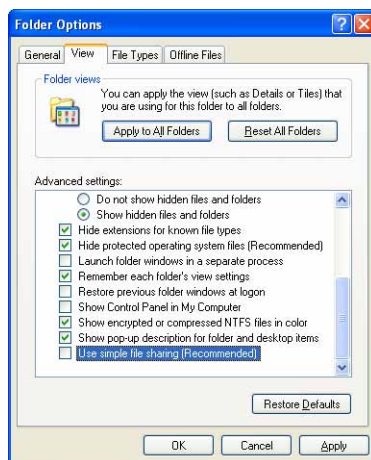 Folder Options
General View File Types Offline Files
Folder views
You can apply the view (such as Details or Tiles) that
you are using for this folder to all folders.
Apply to All Folders Reset All Folders
Advanced settings:
Do not show hidden files and folders
Show hidden files and folders
Hide extensions for known file types
Hide protected operating system files (Recommended)
Launch folder windows in a separate process
Remember each folder's view settings
Restore previous folder windows at logon
Show Control Panel in My Computer
Show encrypted or compressed NTFS files in color
Show pop-up description for folder and desktop items
Use simple file sharing (Recommended)
Restore Defaults
OK Cancel Apply